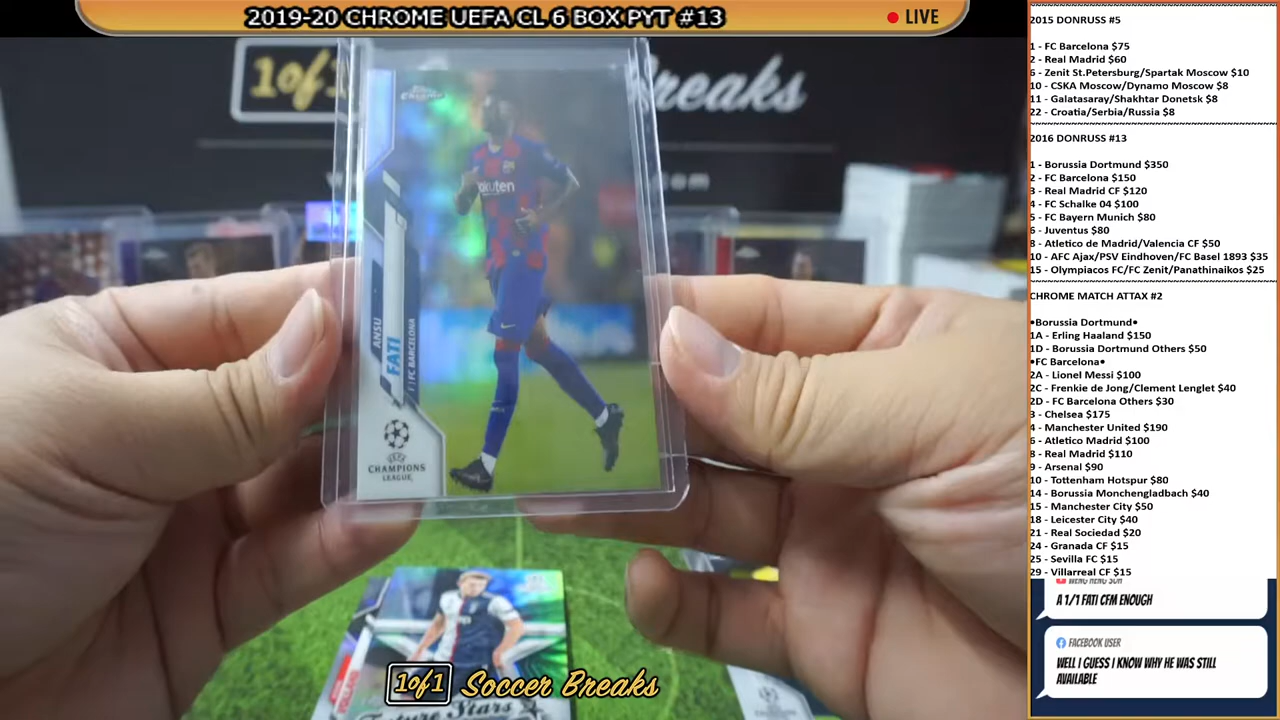 2019-20 CHROME UEFA CL 6 BOX PYT #13
LIVE
1of1 Breaks
Chrome
Rakuten
ANSU
FATI
F | FC BARCELONA
UEFA
CHAMPIONS
LEAGUE
Future Stars
1of1 Soccer Breaks
2015 DONRUSS #5
1 - FC Barcelona $75
2 - Real Madrid $60
6 - Zenit St.Petersburg/Spartak Moscow $10
10 - CSKA Moscow/Dynamo Moscow $8
11 - Galatasaray/Shakhtar Donetsk $8
22 - Croatia/Serbia/Russia $8
2016 DONRUSS #13
1 - Borussia Dortmund $350
2 - FC Barcelona $150
3 - Real Madrid CF $120
4 - FC Schalke 04 $100
5 - FC Bayern Munich $80
6 - Juventus $80
8 - Atletico de Madrid/Valencia CF $50
10 - AFC Ajax/PSV Eindhoven/FC Basel 1893 $35
15 - Olympiacos FC/FC Zenit/Panathinaikos $25
CHROME MATCH ATTAX #2
•Borussia Dortmund•
1A - Erling Haaland $150
1D - Borussia Dortmund Others $50
•FC Barcelona•
2A - Lionel Messi $100
2C - Frenkie de Jong/Clement Lenglet $40
2D - FC Barcelona Others $30
3 - Chelsea $175
4 - Manchester United $190
6 - Atletico Madrid $100
8 - Real Madrid $110
9 - Arsenal $90
10 - Tottenham Hotspur $80
14 - Borussia Monchengladbach $40
15 - Manchester City $50
18 - Leicester City $40
21 - Real Sociedad $20
24 - Granada CF $15
25 - Sevilla FC $15
29 - Villarreal CF $15
WENG HENG SOH
A 1/1 FATI CFM ENOUGH
FACEBOOK USER
WELL I GUESS I KNOW WHY HE WAS STILL
AVAILABLE